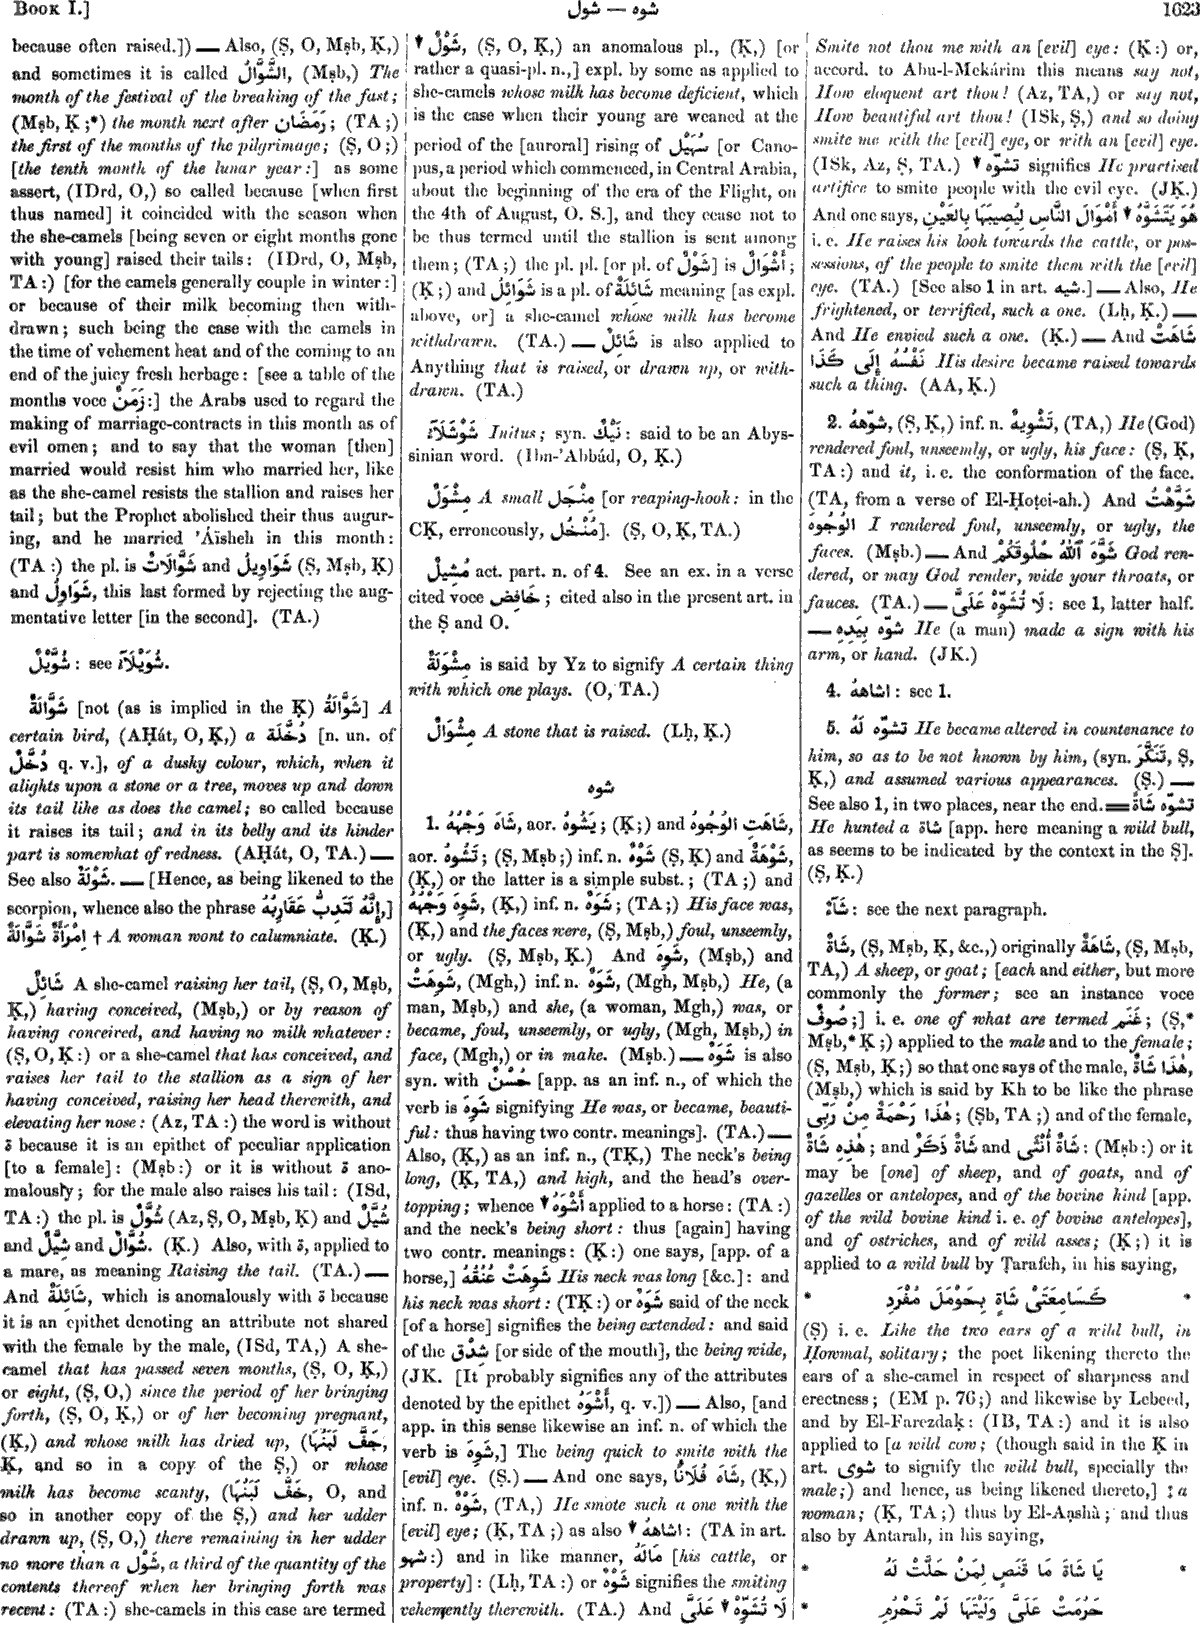 BOOK I.]
شوه — شول
1623
because often raised.]) — Also, (Ṣ, O, Mṣb, Ḳ,)
and sometimes it is called الشَّوَّالُ, (Mṣb,) The
month of the festival of the breaking of the fast;
(Mṣb, Ḳ;*) the month next after رَمَضَان; (TA;)
the first of the months of the pilgrimage; (Ṣ, O;)
[the tenth month of the lunar year:] as some
assert, (IDrd, O,) so called because [when first
thus named] it coincided with the season when
the she-camels [being seven or eight months gone
with young] raised their tails: (IDrd, O, Mṣb,
TA:) [for the camels generally couple in winter:]
or because of their milk becoming then with-
drawn; such being the case with the camels in
the time of vehement heat and of the coming to an
end of the juicy fresh herbage: [see a table of the
months voce زَمَنٌ:] the Arabs used to regard the
making of marriage-contracts in this month as of
evil omen; and to say that the woman [then]
married would resist him who married her, like
as the she-camel resists the stallion and raises her
tail; but the Prophet abolished their thus augur-
ing, and he married 'Áïsheh in this month:
(TA:) the pl. is شَوَّالَاتٌ and شَوَاوِيلُ (Ṣ, Mṣb, Ḳ)
and شَوَاوِلُ, this last formed by rejecting the aug-
mentative letter [in the second]. (TA.)
شُوَّيْلٌ: see شُوَيْلَآءُ.
شَوَّالَةٌ [not (as is implied in the Ḳ) شَوَّالَةُ] A
certain bird, (AḤát, O, Ḳ,) a دُخَّلَة [n. un. of
دُخَّلٌ q. v.], of a dusky colour, which, when it
alights upon a stone or a tree, moves up and down
its tail like as does the camel; so called because
it raises its tail; and in its belly and its hinder
part is somewhat of redness. (AḤát, O, TA.) —
See also شَوْلَةٌ. — [Hence, as being likened to the
scorpion, whence also the phrase إِنَّهُ لَتَدِبُّ عَقَارِبُهُ,]
اِمْرَأَةٌ شَوَّالَةٌ † A woman wont to calumniate. (Ḳ.)
شَائِلٌ A she-camel raising her tail, (Ṣ, O, Mṣb,
Ḳ,) having conceived, (Mṣb,) or by reason of
having conceived, and having no milk whatever:
(Ṣ, O, Ḳ:) or a she-camel that has conceived, and
raises her tail to the stallion as a sign of her
having conceived, raising her head therewith, and
elevating her nose: (Az, TA:) the word is without
ة because it is an epithet of peculiar application
[to a female]: (Mṣb:) or it is without ة ano-
malously; for the male also raises his tail: (ISd,
TA:) the pl. is شُوَّلٌ (Az, Ṣ, O, Mṣb, Ḳ) and شُيَّلٌ
and شِيَّلٌ and شُوَّالٌ. (Ḳ.) Also, with ة, applied to
a mare, as meaning Raising the tail. (TA.) —
And شَائِلَةٌ, which is anomalously with ة because
it is an epithet denoting an attribute not shared
with the female by the male, (ISd, TA,) A she-
camel that has passed seven months, (Ṣ, O, Ḳ,)
or eight, (Ṣ, O,) since the period of her bringing
forth, (Ṣ, O, Ḳ,) or of her becoming pregnant,
(Ḳ,) and whose milk has dried up, (جَفَّ لَبَنُهَا,
Ḳ, and so in a copy of the Ṣ,) or whose
milk has become scanty, (خَفَّ لَبَنُهَا, O, and
so in another copy of the Ṣ,) and her udder
drawn up, (Ṣ, O,) there remaining in her udder
no more than a شَوْل, a third of the quantity of the
contents thereof when her bringing forth was
recent: (TA:) she-camels in this case are termed
▼ شَوْلٌ, (Ṣ, O, Ḳ,) an anomalous pl., (Ḳ,) [or
rather a quasi-pl. n.,] expl. by some as applied to
she-camels whose milk has become deficient, which
is the case when their young are weaned at the
period of the [auroral] rising of سُهَيْل [or Cano-
pus, a period which commenced, in Central Arabia,
about the beginning of the era of the Flight, on
the 4th of August, O. S.], and they cease not to
be thus termed until the stallion is sent among
them; (TA;) the pl. pl. [or pl. of شَوْلٌ] is أَشْوَالٌ;
(Ḳ;) and شَوَائِلُ is a pl. of شَائِلَةٌ meaning [as expl.
above, or] a she-camel whose milk has become
withdrawn. (TA.) — شَائِلٌ is also applied to
Anything that is raised, or drawn up, or with-
drawn. (TA.)
شَوْشَلَآءُ Initus; syn. نَيْكٌ: said to be an Abys-
sinian word. (Ibn-'Abbád, O, Ḳ.)
مِشْوَلٌ A small مِنْجَل [or reaping-hook: in the
CḲ, erroneously, مُنْخُل]. (Ṣ, O, Ḳ, TA.)
مُشِيلٌ act. part. n. of 4. See an ex. in a verse
cited voce خَافِض; cited also in the present art. in
the Ṣ and O.
مِشْوَلَةٌ is said by Yz to signify A certain thing
with which one plays. (O, TA.)
مِشْوَالٌ A stone that is raised. (Lḥ, Ḳ.)
شوه
1. شَاهَ وَجْهُهُ, aor. يَشُوهُ; (Ḳ;) and شَاهَتِ الوُجُوهُ,
aor. تَشُوهُ; (Ṣ, Mṣb;) inf. n. شَوْهٌ (Ṣ, Ḳ) and شَوْهَةٌ,
(Ḳ,) or the latter is a simple subst.; (TA;) and
شَوِهَ وَجْهُهُ, (Ḳ,) inf. n. شَوَهٌ; (TA;) His face was,
(Ḳ,) and the faces were, (Ṣ, Mṣb,) foul, unseemly,
or ugly. (Ṣ, Mṣb, Ḳ.) And شَوِهَ, (Mṣb,) and
شَوِهَتْ, (Mgh,) inf. n. شَوَهٌ, (Mgh, Mṣb,) He, (a
man, Mṣb,) and she, (a woman, Mgh,) was, or
became, foul, unseemly, or ugly, (Mgh, Mṣb,) in
face, (Mgh,) or in make. (Mṣb.) — شَوَهٌ is also
syn. with حُسْنٌ [app. as an inf. n., of which the
verb is شَوِهَ signifying He was, or became, beauti-
ful: thus having two contr. meanings]. (TA.) —
Also, (Ḳ,) as an inf. n., (TḲ,) The neck's being
long, (Ḳ, TA,) and high, and the head's over-
topping; whence ▼ أَشْوَهُ applied to a horse: (TA:)
and the neck's being short: thus [again] having
two contr. meanings: (Ḳ:) one says, [app. of a
horse,] شَوِهَتْ عُنُقُهُ His neck was long [&c.]: and
his neck was short: (TḲ:) or شَوَهٌ said of the neck
[of a horse] signifies the being extended: and said
of the شِدْق [or side of the mouth], the being wide,
(JK. [It probably signifies any of the attributes
denoted by the epithet أَشْوَهُ, q. v.]) — Also, [and
app. in this sense likewise an inf. n. of which the
verb is شَوِهَ,] The being quick to smite with the
[evil] eye. (Ṣ.) — And one says, شَاهَ فُلَانًا, (Ḳ,)
inf. n. شَوْهٌ, (TA,) He smote such a one with the
[evil] eye; (Ḳ, TA;) as also ▼ اشاههُ: (TA in art.
شهو:) and in like manner, مَالَهُ [his cattle, or
property]: (Lḥ, TA:) or شَوْهٌ signifies the smiting
vehemently therewith. (TA.) And لَا تُشَوِّهْ ▼ عَلَىَّ
Smite not thou me with an [evil] eye: (Ḳ:) or,
accord. to Abu-l-Mekárim this means say not,
How eloquent art thou! (Az, TA,) or say not,
How beautiful art thou! (ISk, Ṣ,) and so doing
smite me with the [evil] eye, or with an [evil] eye.
(ISk, Az, Ṣ, TA.) ▼ تشوّه signifies He practised
artifice to smite people with the evil eye. (JK.)
And one says, هُوَ يَتَشَوَّهُ ▼ أَمْوَالَ النَّاسِ لِيُصِيبَهَا بِالعَيْنِ
i. e. He raises his look towards the cattle, or pos-
sessions, of the people to smite them with the [evil]
eye. (TA.) [See also 1 in art. شيه.] — Also, He
frightened, or terrified, such a one. (Lḥ, Ḳ.) —
And He envied such a one. (Ḳ.) — And شَاهَتْ
نَفْسُهُ إِلَى كَذَا His desire became raised towards
such a thing. (AA, Ḳ.)
2. شوّههُ, (Ṣ, Ḳ,) inf. n. تَشْوِيهٌ, (TA,) He (God)
rendered foul, unseemly, or ugly, his face: (Ṣ, Ḳ,
TA:) and it, i. e. the conformation of the face.
(TA, from a verse of El-Ḥoṭei-ah.) And شَوَّهْتُ
الوُجُوهَ I rendered foul, unseemly, or ugly, the
faces. (Mṣb.) — And شَوَّهَ ٱللّٰهُ حُلُوقَكُمْ God ren-
dered, or may God render, wide your throats, or
fauces. (TA.) — لَا تُشَوِّهْ عَلَىَّ: see 1, latter half.
— شوّه بِيَدِهِ He (a man) made a sign with his
arm, or hand. (JK.)
4. اشاههُ: see 1.
5. تشوّه لَهُ He became altered in countenance to
him, so as to be not known by him, (syn. تَنَكَّرَ, Ṣ,
Ḳ,) and assumed various appearances. (Ṣ.) —
See also 1, in two places, near the end. = تشوّه شَاةً
He hunted a شاة [app. here meaning a wild bull,
as seems to be indicated by the context in the Ṣ].
(Ṣ, Ḳ.)
شَآءٌ: see the next paragraph.
شَاةٌ, (Ṣ, Mṣb, Ḳ, &c.,) originally شَاهَةٌ, (Ṣ, Mṣb,
TA,) A sheep, or goat; [each and either, but more
commonly the former; see an instance voce
صُوفٌ;] i. e. one of what are termed غَنَم; (Ṣ,*
Mṣb,* Ḳ;) applied to the male and to the female;
(Ṣ, Mṣb, Ḳ;) so that one says of the male, هٰذَا شَاةٌ,
(Mṣb,) which is said by Kh to be like the phrase
هٰذَا رَحْمَةٌ مِنْ رَبِّى; (Sb, TA;) and of the female,
هٰذِهِ شَاةٌ; and شَاةٌ ذَكَرٌ and شَاةٌ أُنْثَى: (Mṣb:) or it
may be [one] of sheep, and of goats, and of
gazelles or antelopes, and of the bovine kind [app.
of the wild bovine kind i. e. of bovine antelopes],
and of ostriches, and of wild asses; (Ḳ;) it is
applied to a wild bull by Ṭarafeh, in his saying,
* كَسَامِعَتَىْ شَاةٍ بِحَوْمَلَ مُفْرَدِ *
(Ṣ) i. e. Like the two ears of a wild bull, in
Ḥowmal, solitary; the poet likening thereto the
ears of a she-camel in respect of sharpness and
erectness; (EM p. 76;) and likewise by Lebeed,
and by El-Farezdaḳ: (IB, TA:) and it is also
applied to [a wild cow; (though said in the Ḳ in
art. شوى to signify the wild bull, specially the
male;) and hence, as being likened thereto,] ‡ a
woman; (Ḳ, TA;) thus by El-Aạshà; and thus
also by Antarah, in his saying,
* يَا شَاةَ مَا قَنَصٍ لِمَنْ حَلَّتْ لَهُ *
* حَرُمَتْ عَلَىَّ وَلَيْتَهَا لَمْ تَحْرُمِ